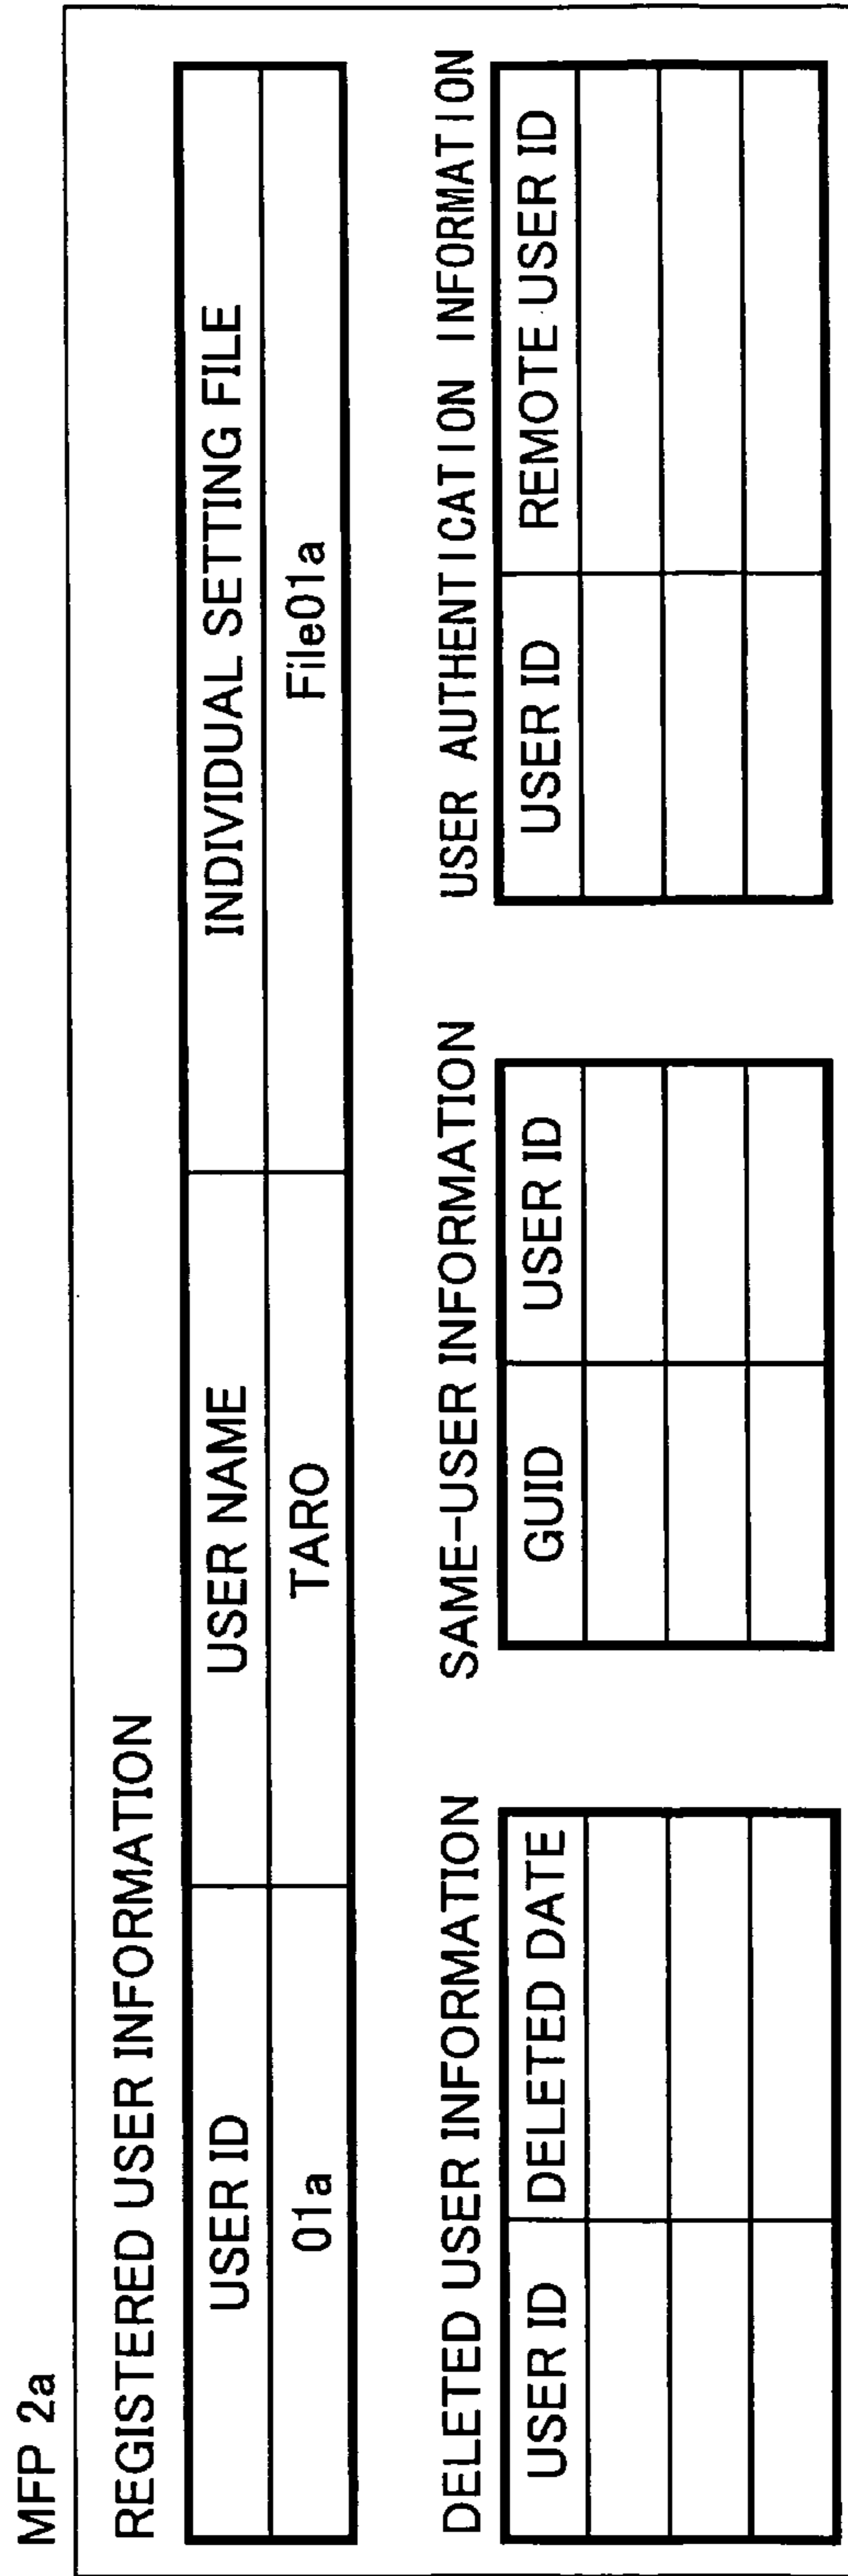 MFP 2a
REGISTERED USER INFORMATION
USER ID USER NAME INDIVIDUAL SETTING FILE
01a TARO File01a
DELETED USER INFORMATION SAME-USER INFORMATION USER AUTHENTICATION INFORMATION
USER ID DELETED DATE GUID USER ID USER ID REMOTE USER ID